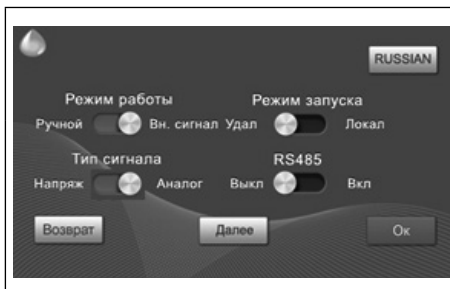 RUSSIAN
Режим работы Режим запуска
Ручной Вн. сигнал Удал Локал
Тип сигнала RS485
Напряж Аналог Выкл Вкл
Возврат Далее Ок